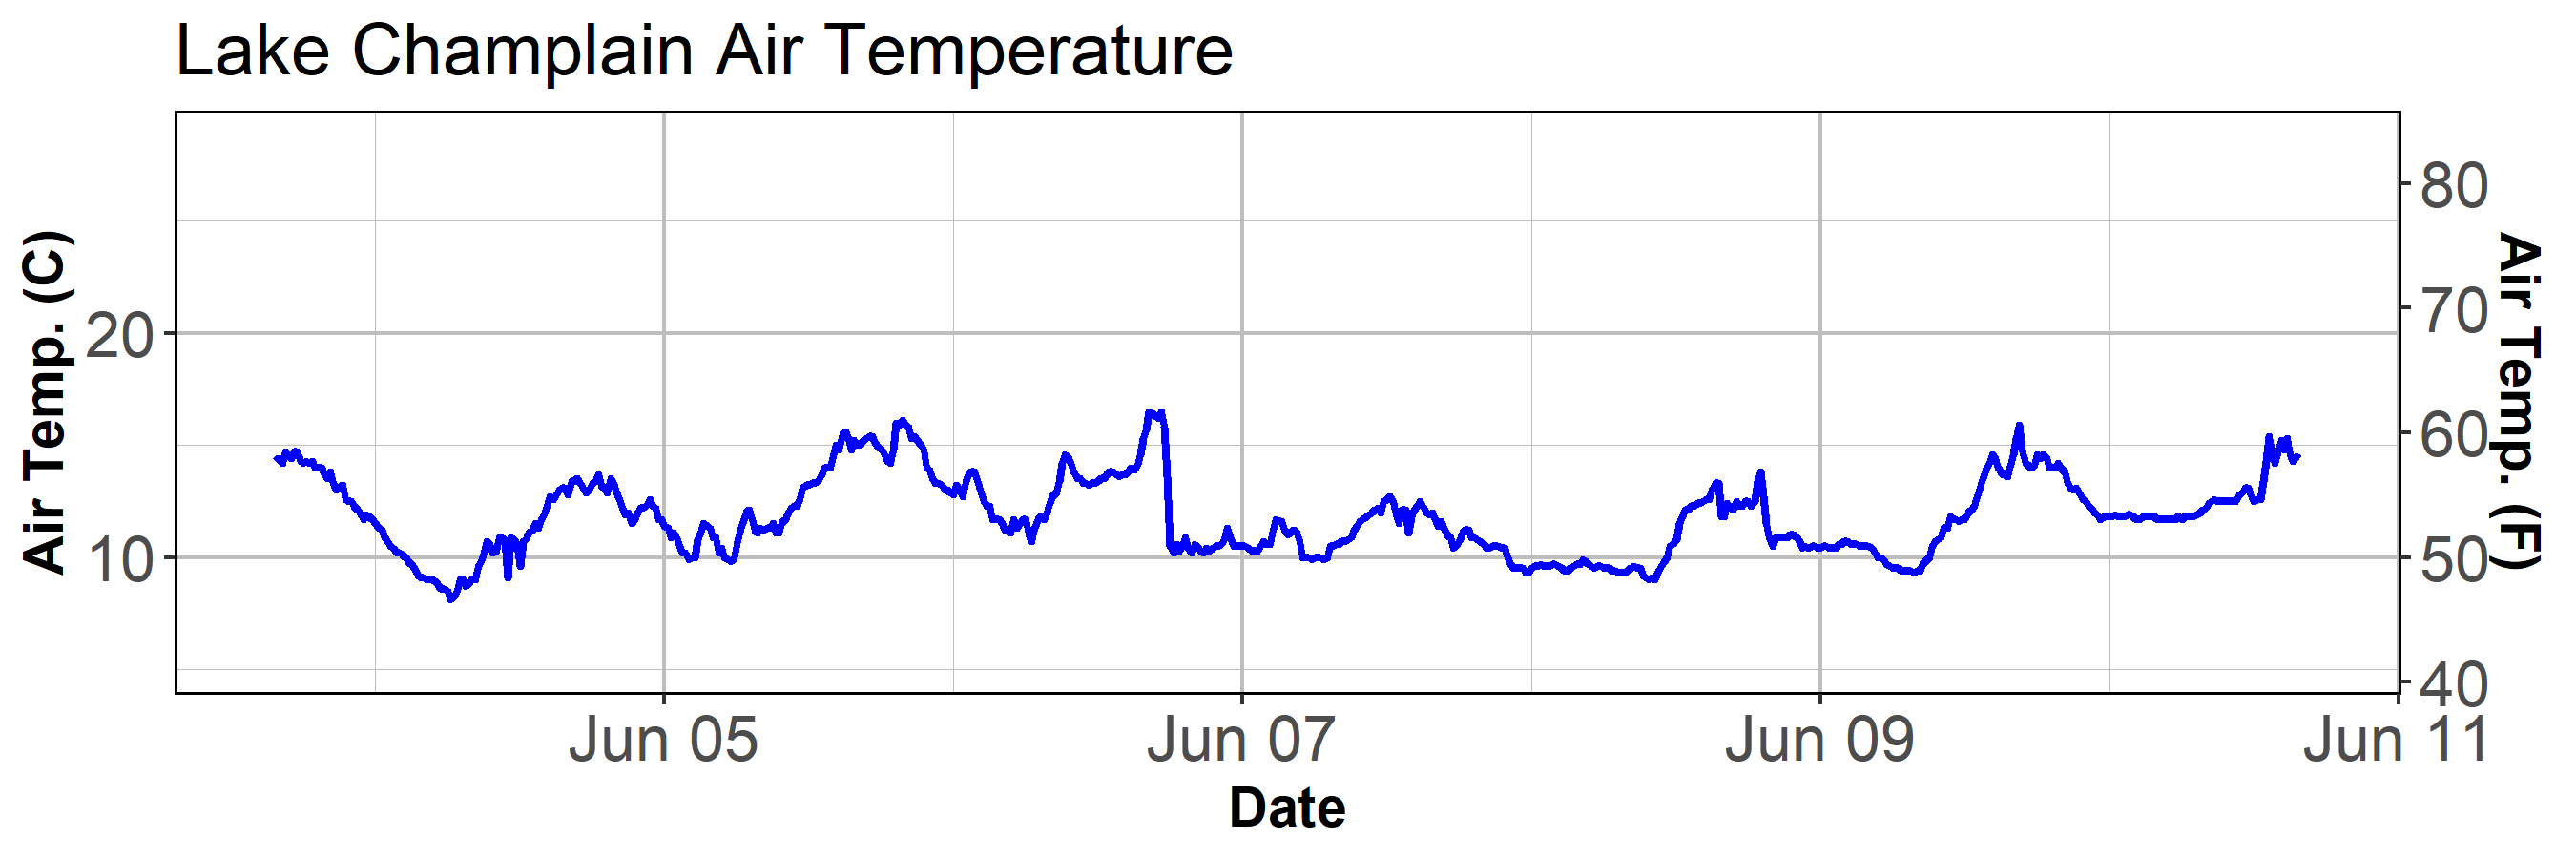 Lake Champlain Air Temperature
Air Temp. (C)
20
10
80
70
60
50
40
Air Temp. (F)
Jun 05 Jun 07 Jun 09 Jun 11
Date